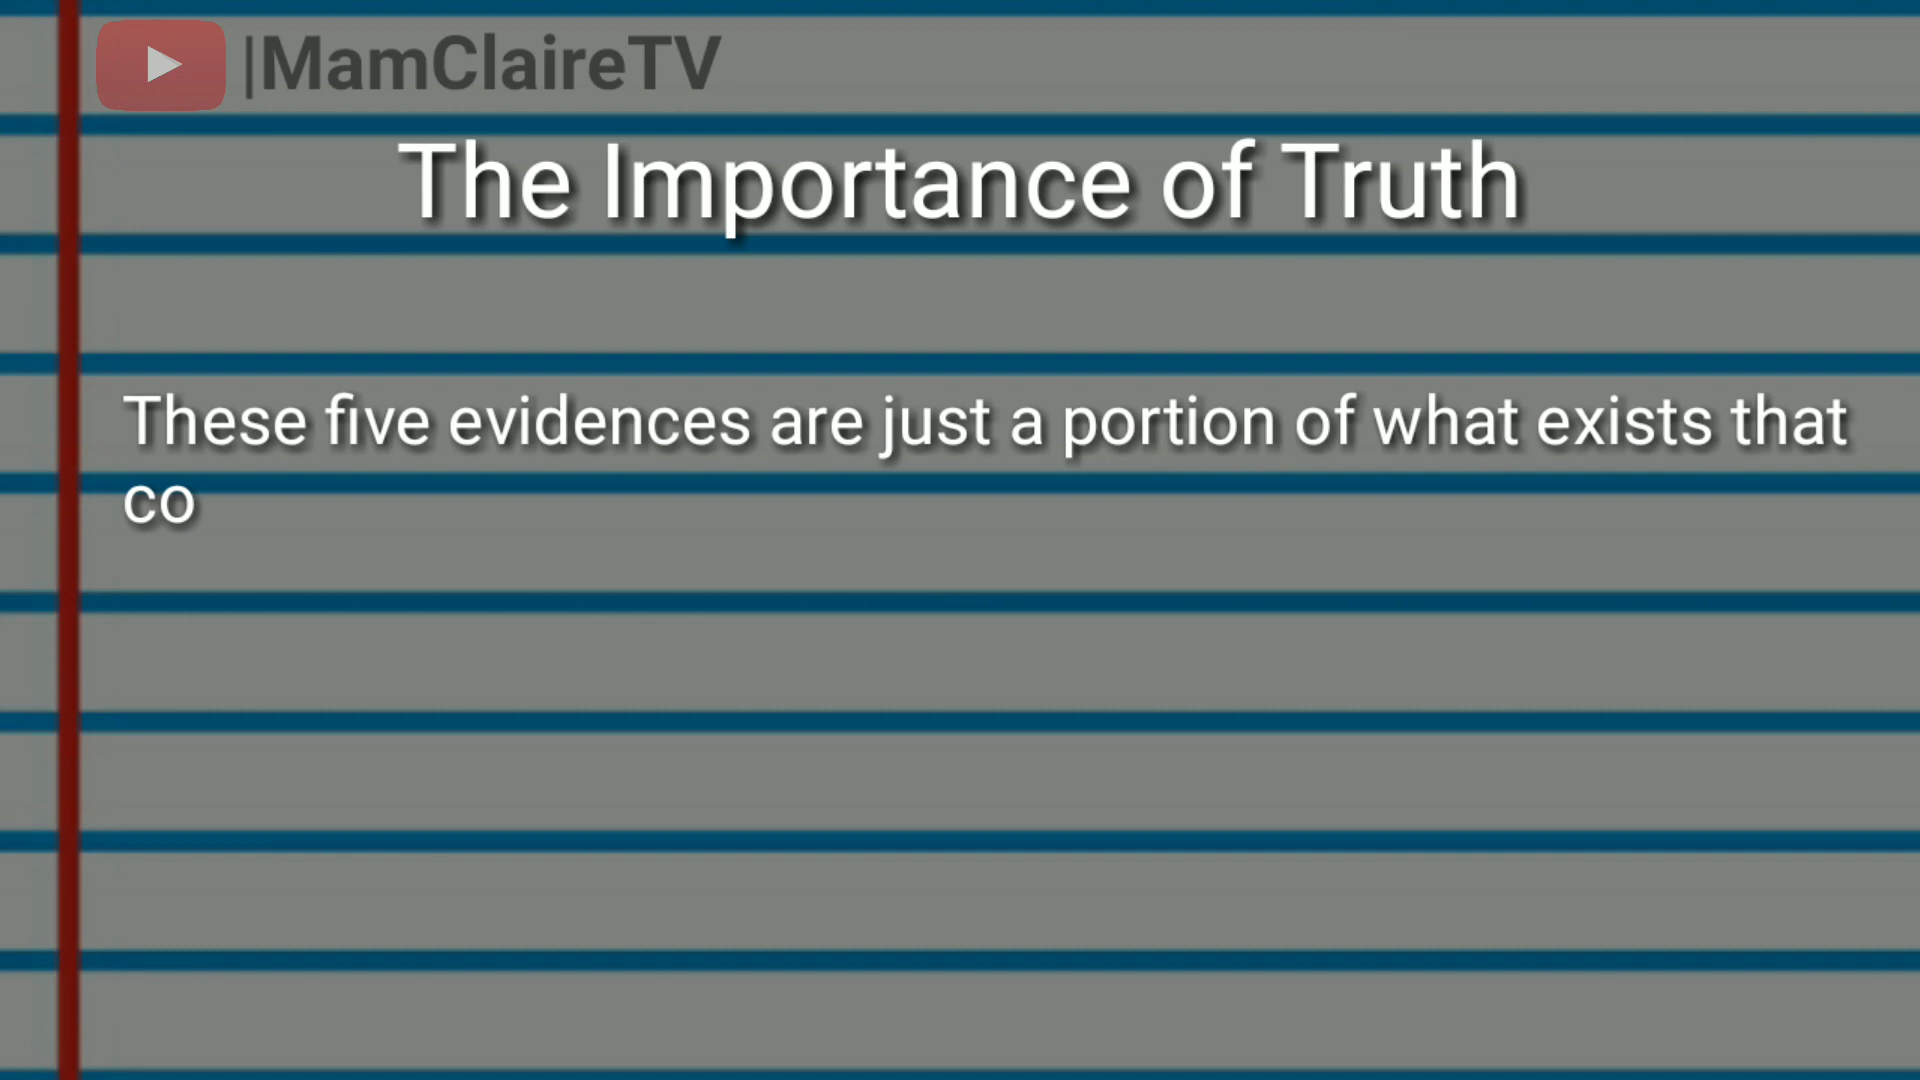 |MamClaireTV
The Importance of Truth
These five evidences are just a portion of what exists that
co